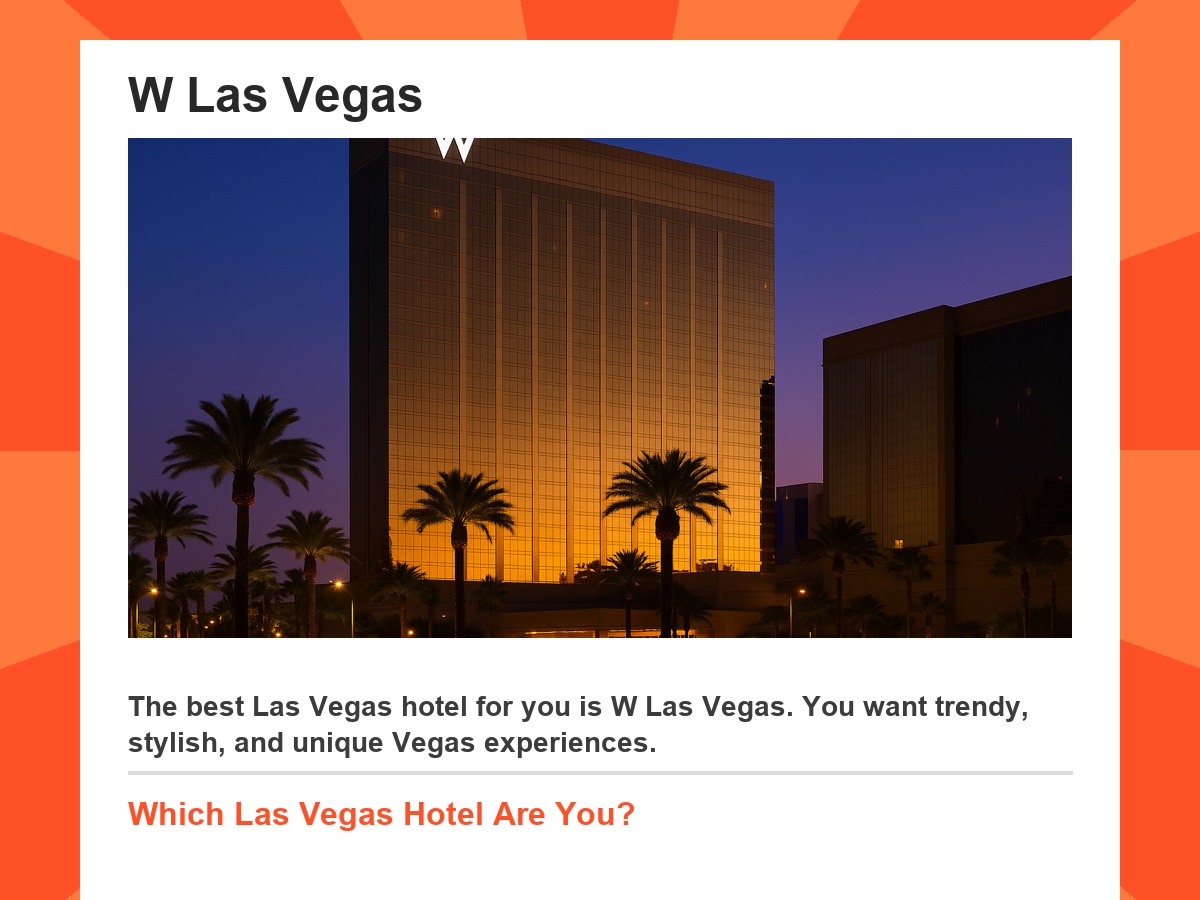 W Las Vegas
W
The best Las Vegas hotel for you is W Las Vegas. You want trendy,
stylish, and unique Vegas experiences.
Which Las Vegas Hotel Are You?